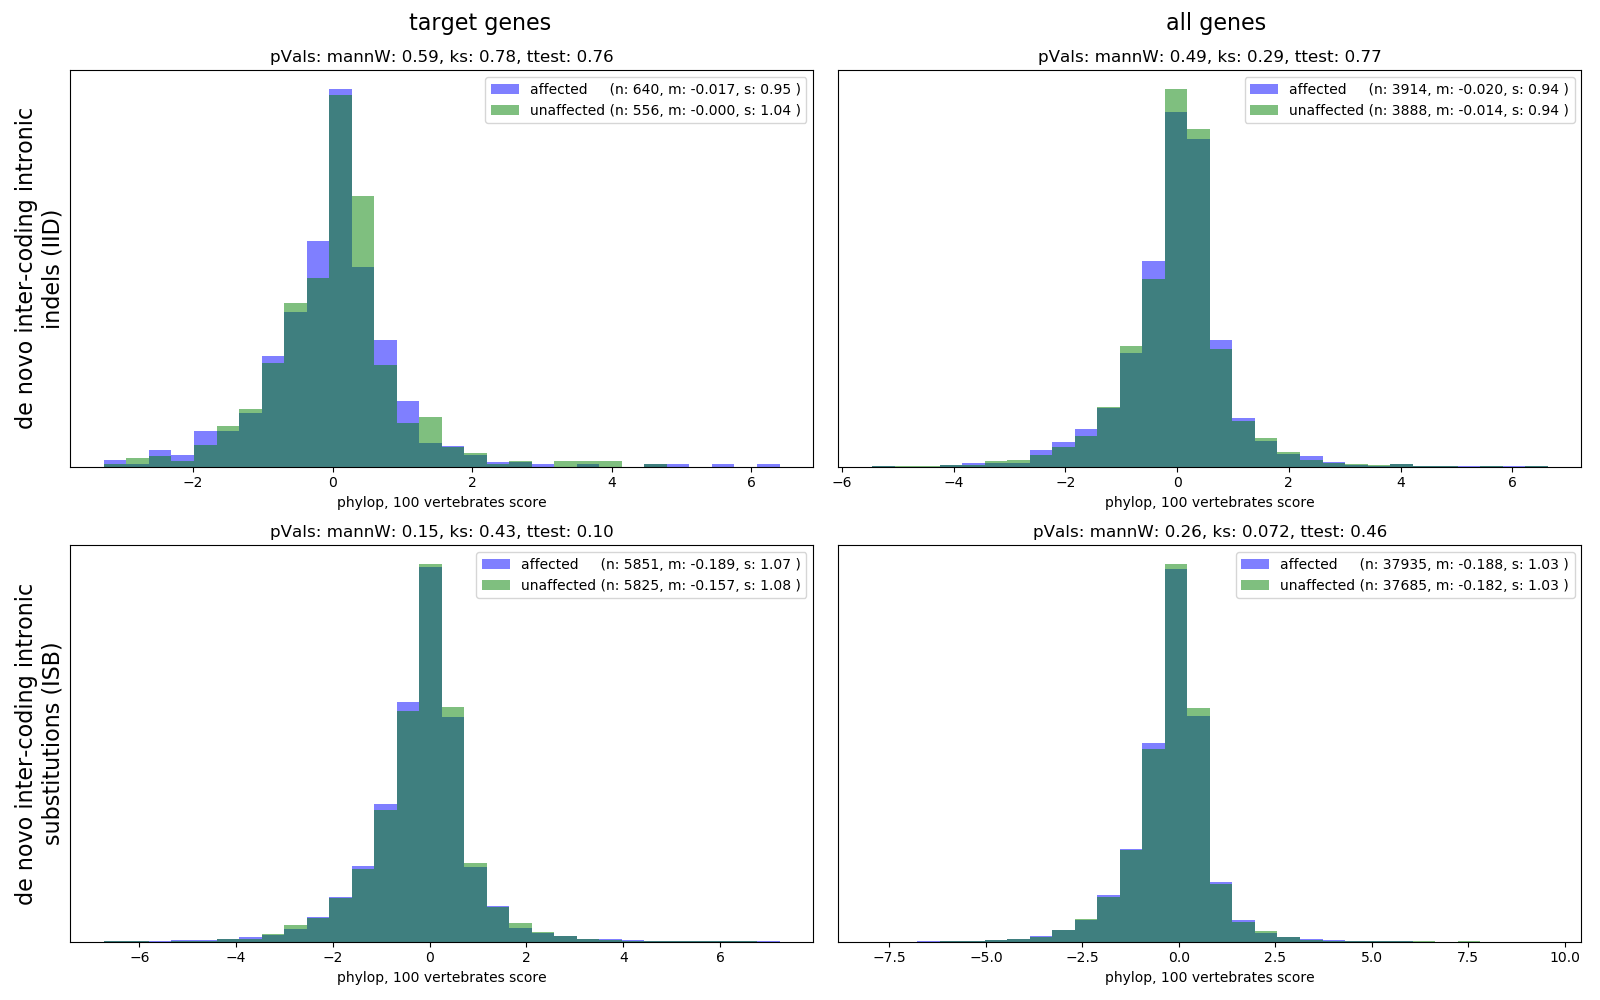 target genes
all genes
pVals: mannW: 0.59, ks: 0.78, ttest: 0.76
affected (n: 640, m: -0.017, s: 0.95 )
unaffected (n: 556, m: -0.000, s: 1.04 )
de novo inter-coding intronic
indels (IID)
−2 0 2 4 6
phylop, 100 vertebrates score
pVals: mannW: 0.49, ks: 0.29, ttest: 0.77
affected (n: 3914, m: -0.020, s: 0.94 )
unaffected (n: 3888, m: -0.014, s: 0.94 )
−6 −4 −2 0 2 4 6
phylop, 100 vertebrates score
pVals: mannW: 0.15, ks: 0.43, ttest: 0.10
affected (n: 5851, m: -0.189, s: 1.07 )
unaffected (n: 5825, m: -0.157, s: 1.08 )
de novo inter-coding intronic
substitutions (ISB)
−6 −4 −2 0 2 4 6
phylop, 100 vertebrates score
pVals: mannW: 0.26, ks: 0.072, ttest: 0.46
affected (n: 37935, m: -0.188, s: 1.03 )
unaffected (n: 37685, m: -0.182, s: 1.03 )
−7.5 −5.0 −2.5 0.0 2.5 5.0 7.5 10.0
phylop, 100 vertebrates score